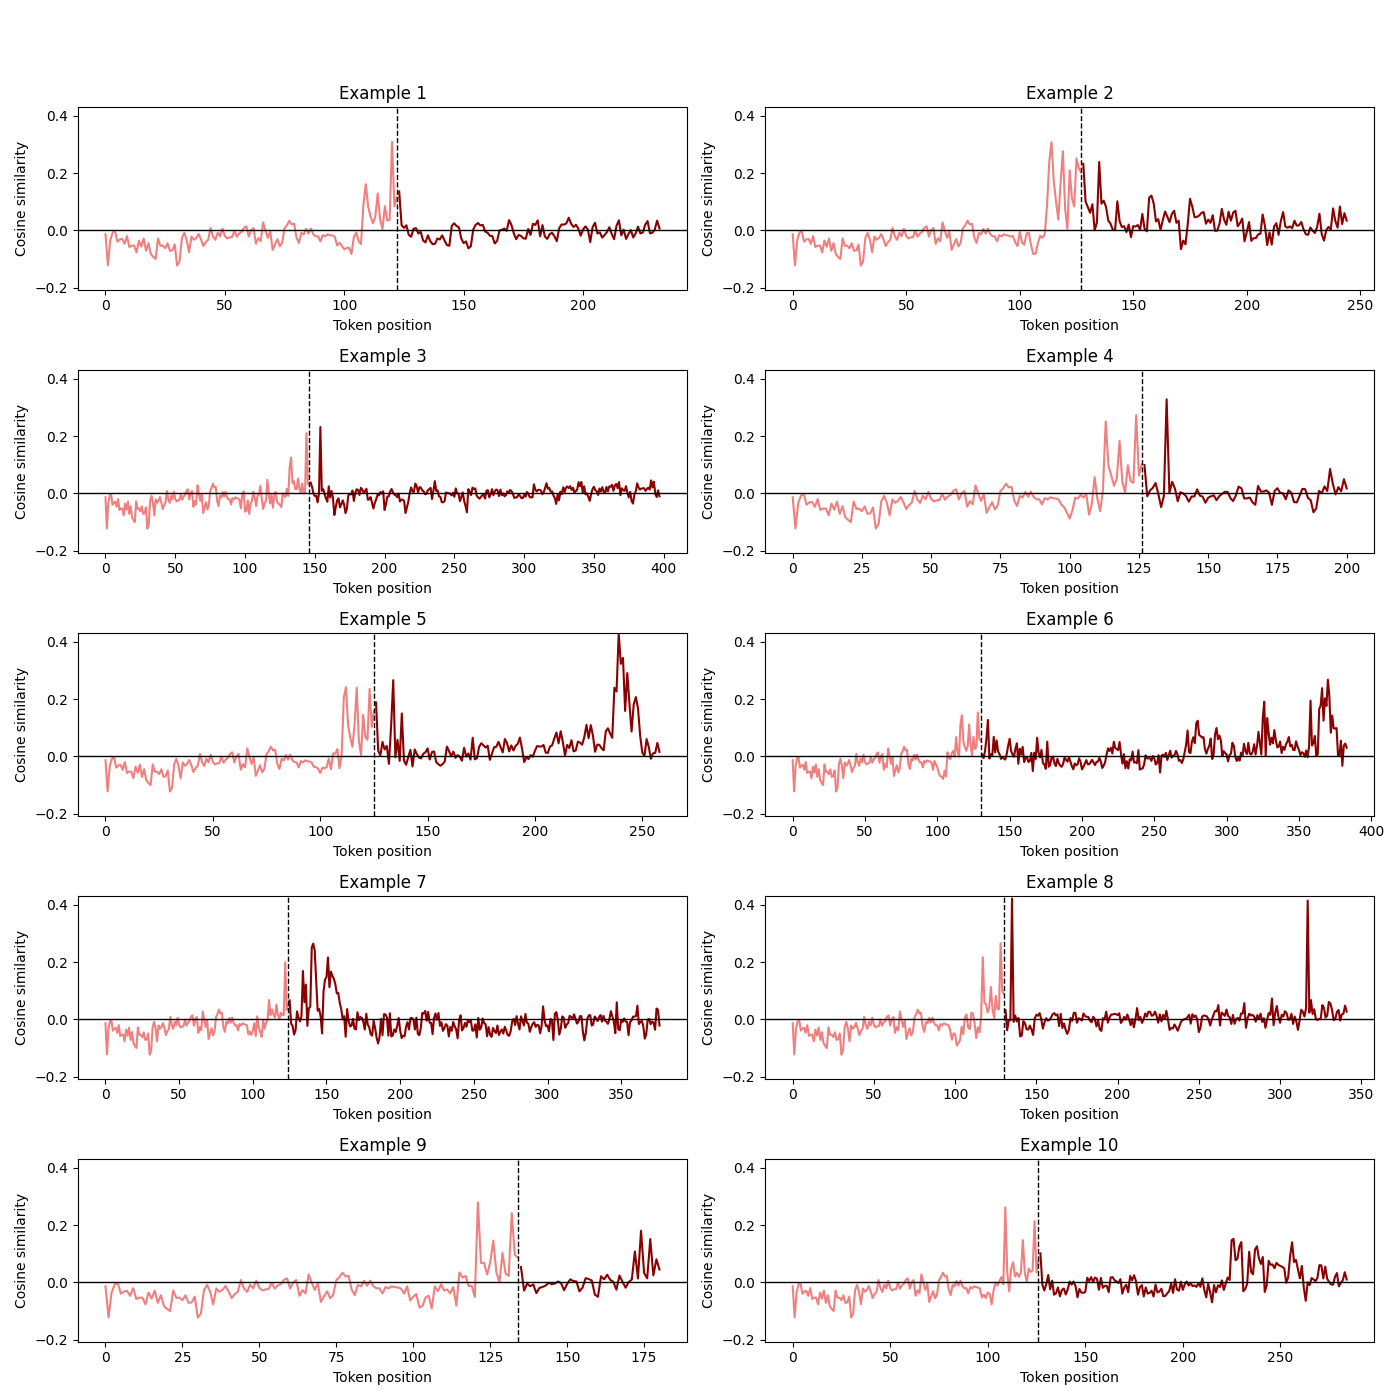 Example 1
0.4
0.2
0.0
−0.2
Cosine similarity
0 50 100 150 200
Token position
Example 2
0.4
0.2
0.0
−0.2
Cosine similarity
0 50 100 150 200 250
Token position
Example 3
0.4
0.2
0.0
−0.2
Cosine similarity
0 50 100 150 200 250 300 350 400
Token position
Example 4
0.4
0.2
0.0
−0.2
Cosine similarity
0 25 50 75 100 125 150 175 200
Token position
Example 5
0.4
0.2
0.0
−0.2
Cosine similarity
0 50 100 150 200 250
Token position
Example 6
0.4
0.2
0.0
−0.2
Cosine similarity
0 50 100 150 200 250 300 350 400
Token position
Example 7
0.4
0.2
0.0
−0.2
Cosine similarity
0 50 100 150 200 250 300 350
Token position
Example 8
0.4
0.2
0.0
−0.2
Cosine similarity
0 50 100 150 200 250 300 350
Token position
Example 9
0.4
0.2
0.0
−0.2
Cosine similarity
0 25 50 75 100 125 150 175
Token position
Example 10
0.4
0.2
0.0
−0.2
Cosine similarity
0 50 100 150 200 250
Token position